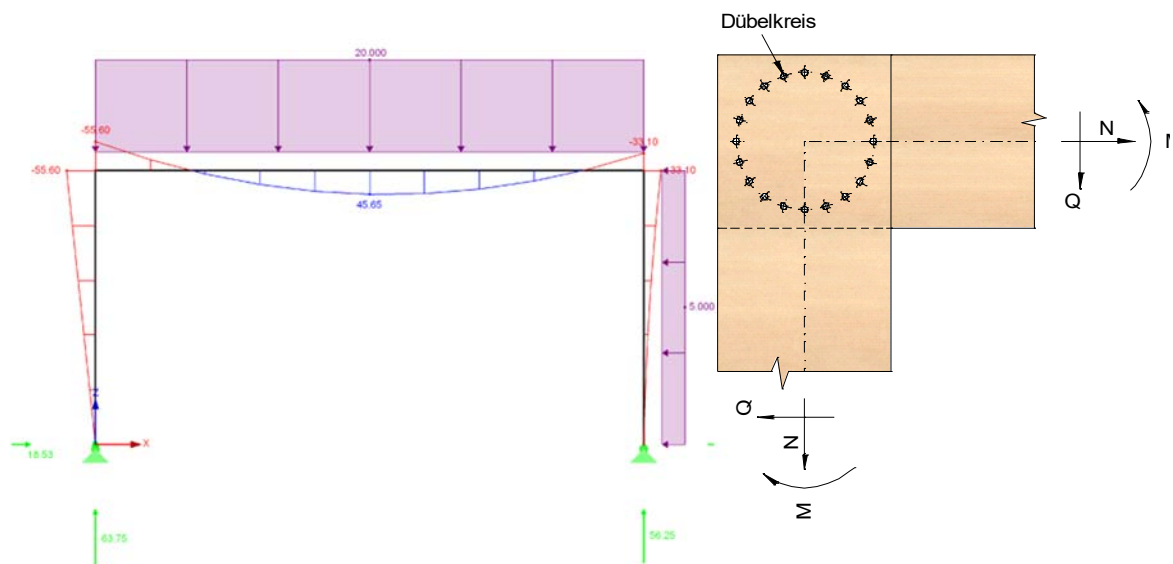 Dübelkreis
20.000
-55.60
-33.10
-55.60
-33.10
45.65
5.000
N
Q
Z
X
18.53
63.75
56.25
Q
N
M